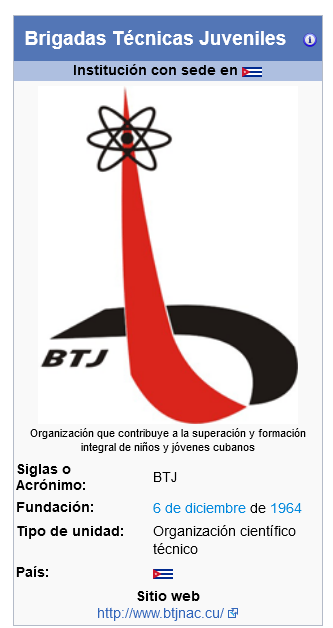 Brigadas Técnicas Juveniles
Institución con sede en
BTJ
Organización que contribuye a la superación y formación
integral de niños y jóvenes cubanos
Siglas o
Acrónimo:
BTJ
Fundación:
6 de diciembre de 1964
Tipo de unidad:
Organización científico
técnico
País:
Sitio web
http://www.btjnac.cu/